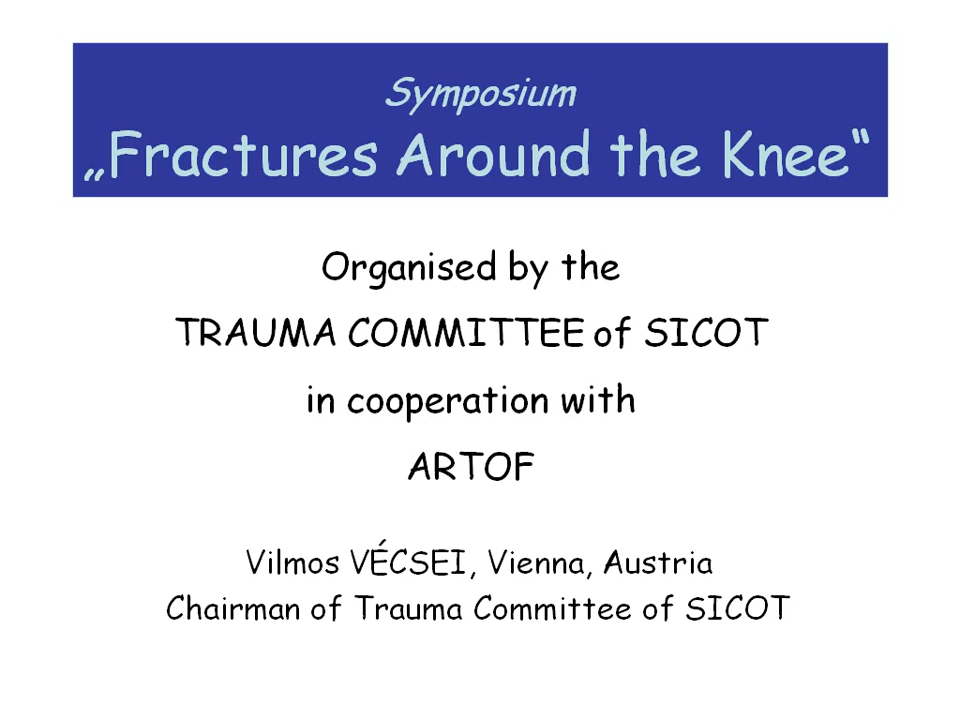 Symposium
„Fractures Around the Knee“
Organised by the
TRAUMA COMMITTEE of SICOT
in cooperation with
ARTOF
Vilmos VÉCSEI, Vienna, Austria
Chairman of Trauma Committee of SICOT